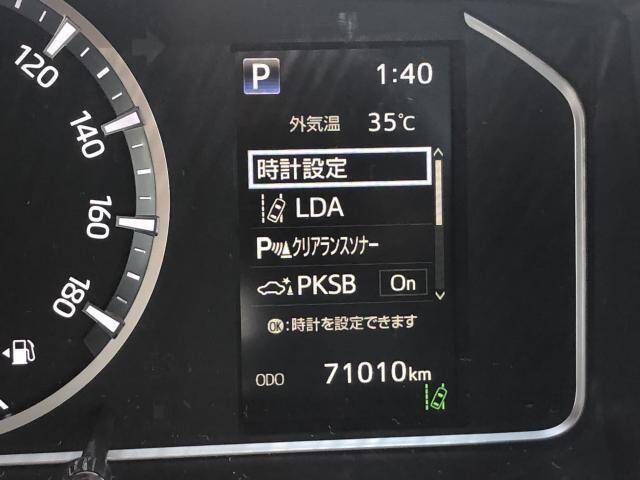 120
140
160
180
P 1:40
外気温 35℃
時計設定
LDA
Pクリアランスソナー
PKSB On
OK:時計を設定できます
ODO 71010km